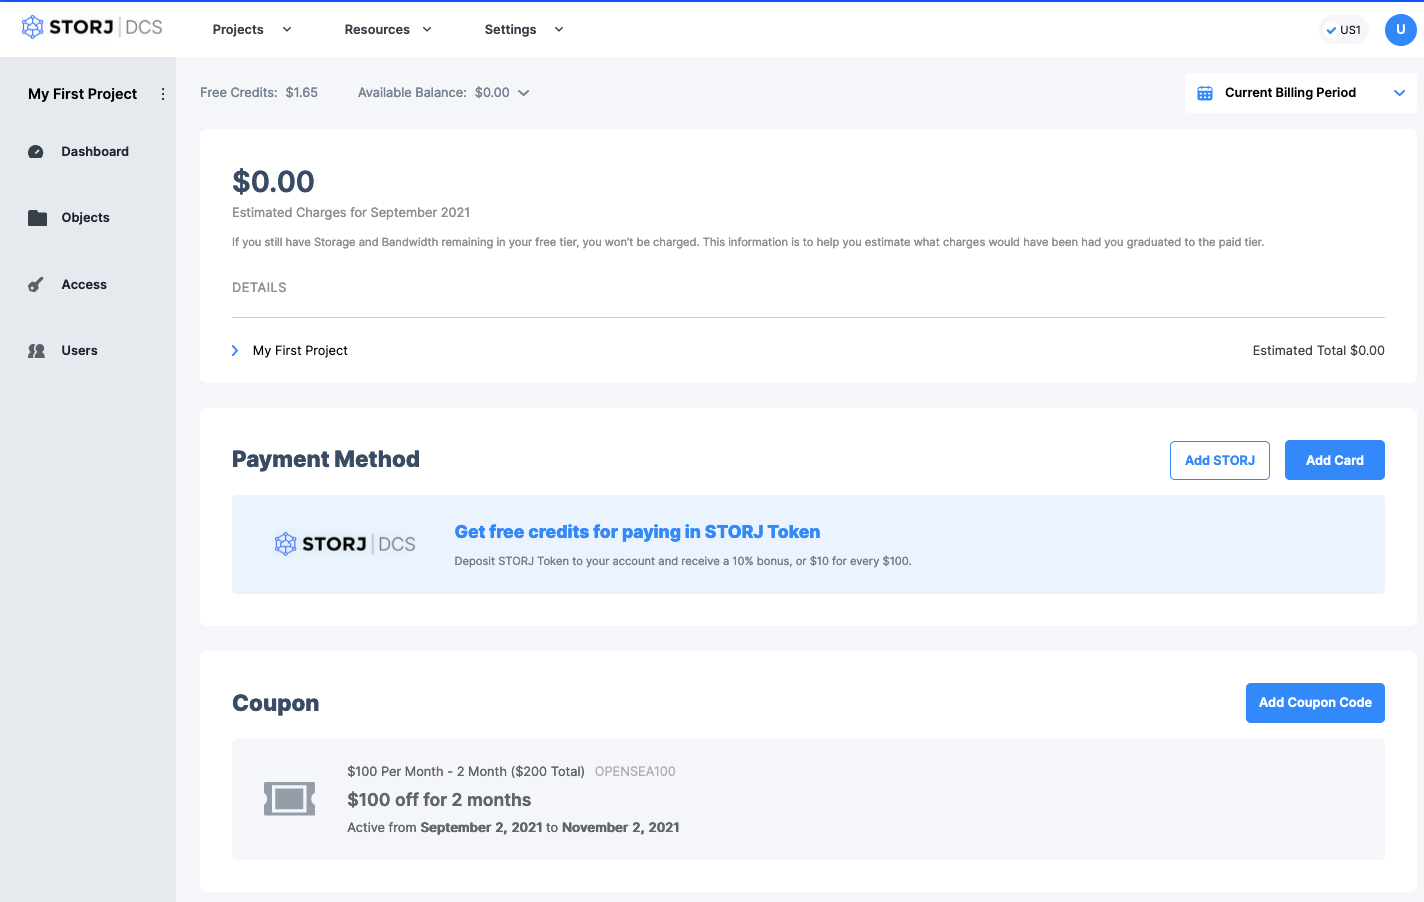 STORJ DCS
Projects
Resources
Settings
US1
U
My First Project
Dashboard
Objects
Access
Users
Free Credits: $1.65
Available Balance: $0.00
Current Billing Period
$0.00
Estimated Charges for September 2021
If you still have Storage and Bandwidth remaining in your free tier, you won't be charged. This information is to help you estimate what charges would have been had you graduated to the paid tier.
DETAILS
My First Project
Estimated Total $0.00
Payment Method
Add STORJ
Add Card
STORJ DCS
Get free credits for paying in STORJ Token
Deposit STORJ Token to your account and receive a 10% bonus, or $10 for every $100.
Coupon
Add Coupon Code
$100 Per Month - 2 Month ($200 Total) OPENSEA100
$100 off for 2 months
Active from September 2, 2021 to November 2, 2021